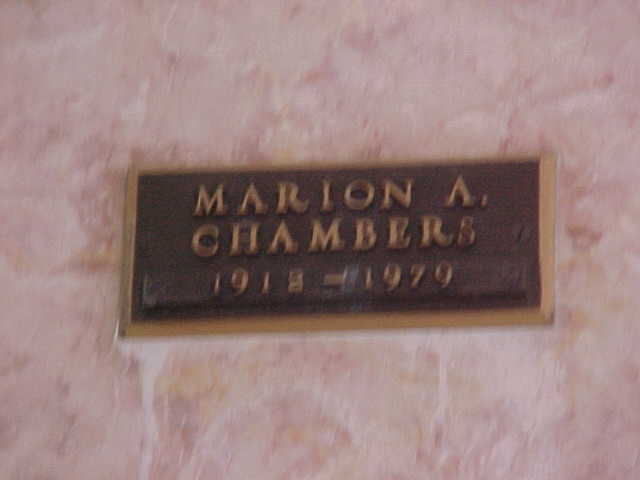 MARION A.
CHAMBERS
1912 - 1979